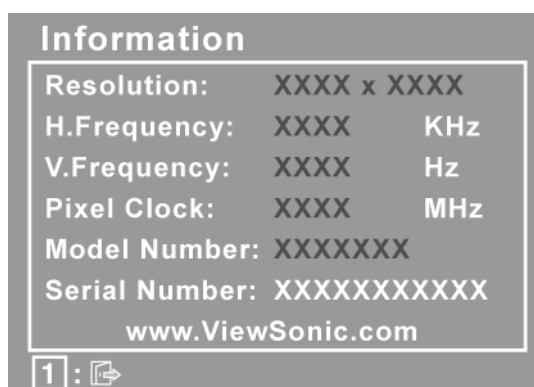 Information
Resolution: XXXX x XXXX
H.Frequency: XXXX KHz
V.Frequency: XXXX Hz
Pixel Clock: XXXX MHz
Model Number: XXXXXXX
Serial Number: XXXXXXXXXXX
www.ViewSonic.com
1 :